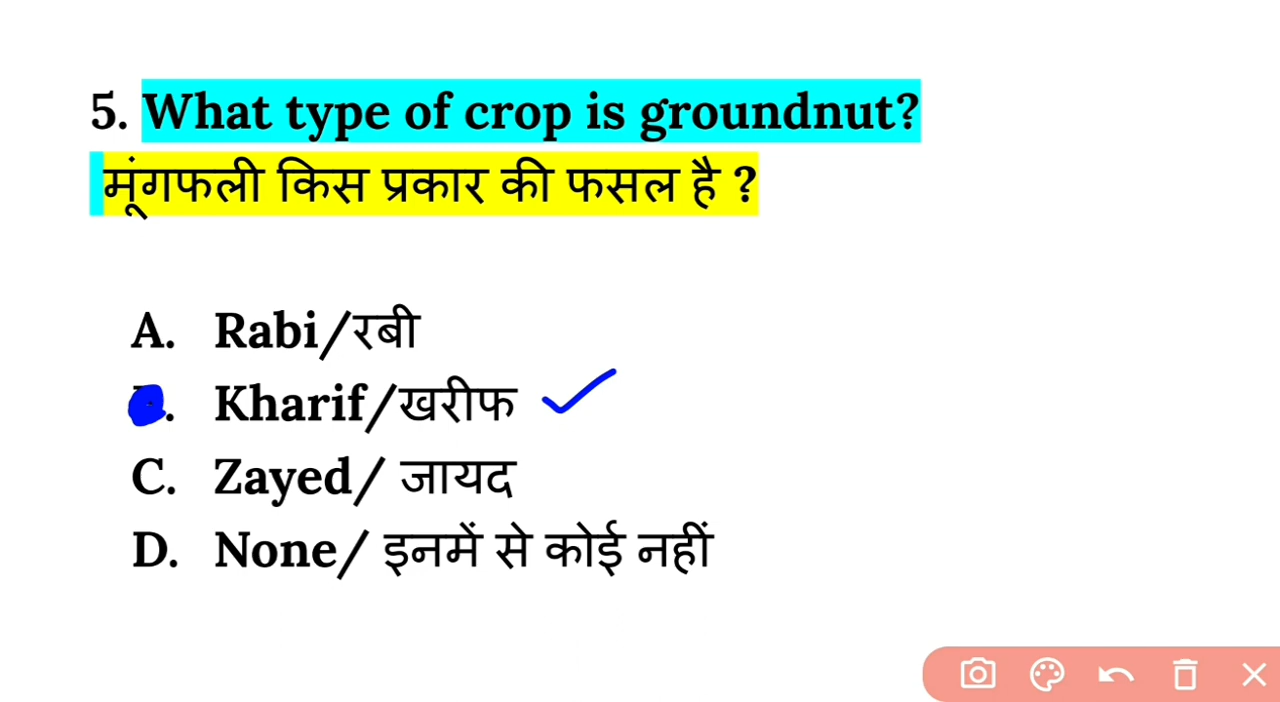 5. What type of crop is groundnut?
मूंगफली किस प्रकार की फसल है ?
A. Rabi/रबी
Kharif/खरीफ
C. Zayed/ जायद
D. None/ इनमें से कोई नहीं